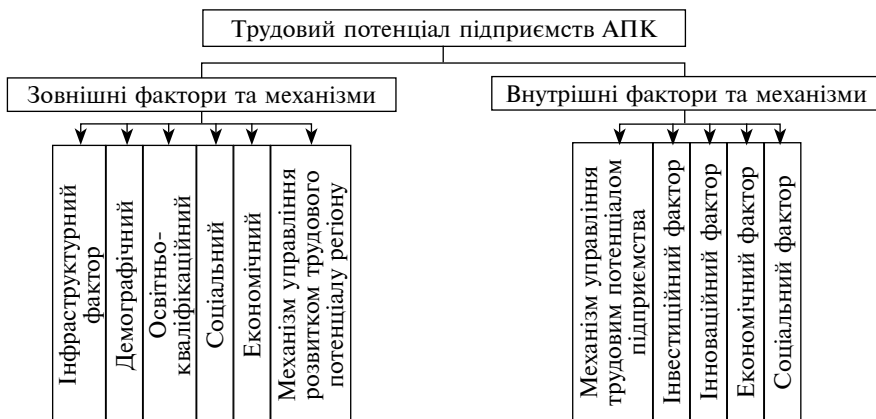 Трудовий потенціал підприємств АПК
Зовнішні фактори та механізми
Внутрішні фактори та механізми
Інфраструктурний
фактор
Демографічний
Освітньо-
кваліфікаційний
Соціальний
Економічний
Механізм управління
розвитком трудового
потенціалу регіону
Механізм управління
трудовим потенціалом
підприємства
Інвестиційний фактор
Інноваційний фактор
Економічний фактор
Соціальний фактор